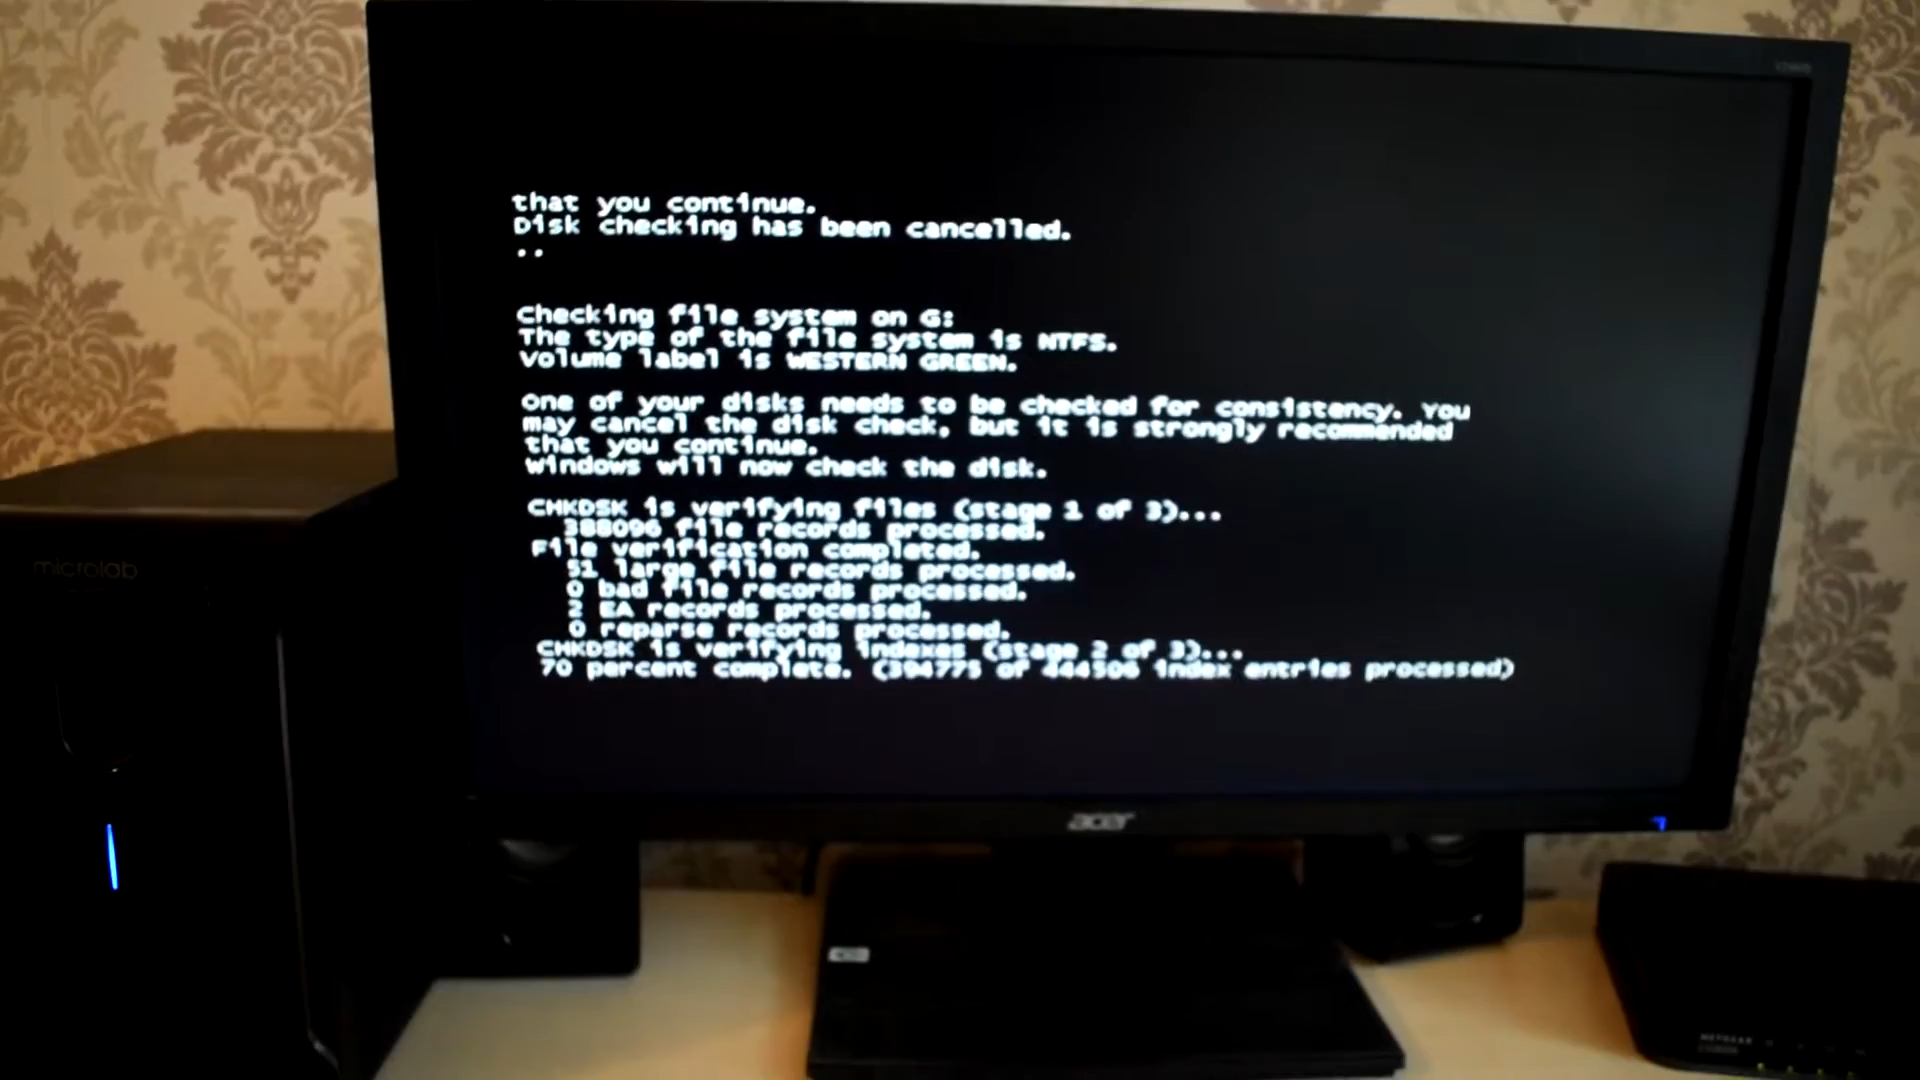 that you continue.
Disk checking has been cancelled.
..
Checking file system on G:
The type of the file system is NTFS.
Volume label is WESTERN GREEN.
One of your disks needs to be checked for consistency. You
may cancel the disk check, but it is strongly recommended
that you continue.
Windows will now check the disk.
CHKDSK is verifying files (stage 1 of 3)...
388096 file records processed.
File verification completed.
51 large file records processed.
0 bad file records processed.
2 EA records processed.
0 reparse records processed.
CHKDSK is verifying indexes (stage 2 of 3)...
70 percent complete. (394775 of 444506 index entries processed)
microlab
acer
NETGEAR